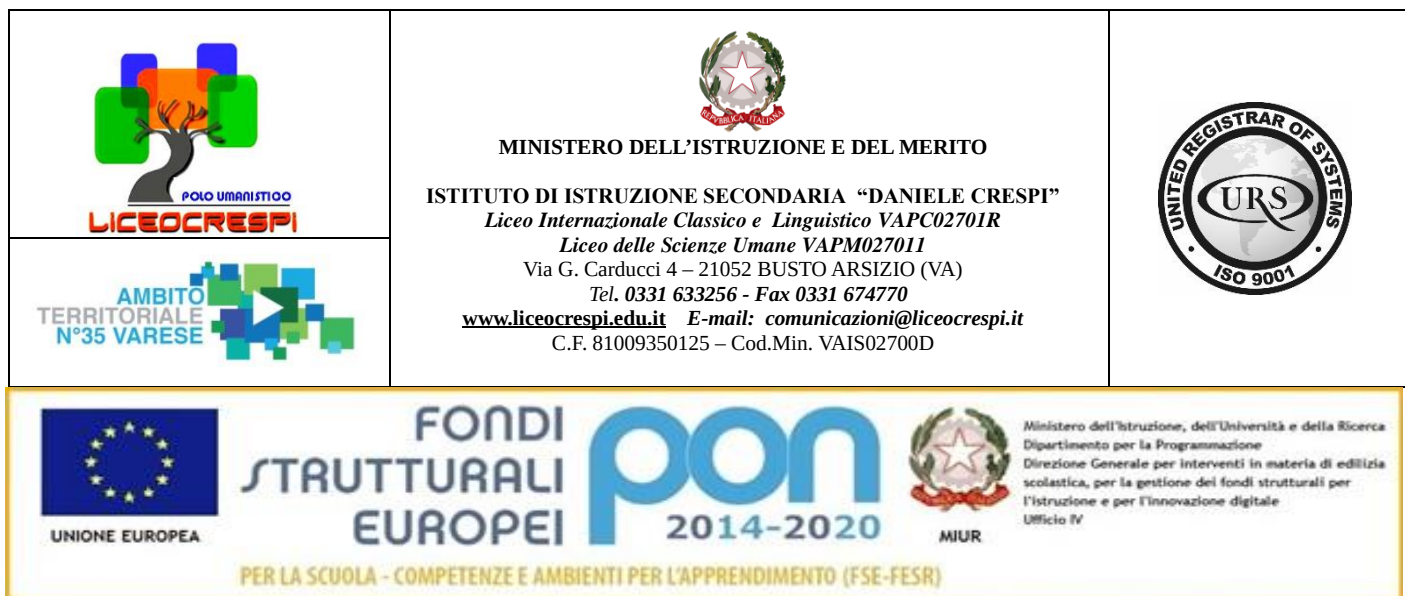 POLO UMANISTICO
LICEOCRESPI
AMBITO
TERRITORIALE
N°35 VARESE
REPVBBLICA ITALIANA
MINISTERO DELL’ISTRUZIONE E DEL MERITO
ISTITUTO DI ISTRUZIONE SECONDARIA “DANIELE CRESPI”
Liceo Internazionale Classico e Linguistico VAPC02701R
Liceo delle Scienze Umane VAPM027011
Via G. Carducci 4 – 21052 BUSTO ARSIZIO (VA)
Tel. 0331 633256 - Fax 0331 674770
www.liceocrespi.edu.it E-mail: comunicazioni@liceocrespi.it
C.F. 81009350125 – Cod.Min. VAIS02700D
UNITED REGISTRAR OF SYSTEMS
URS
ISO 9001
UNIONE EUROPEA
FONDI
STRUTTURALI
EUROPEI
pon
2014-2020
MIUR
Ministero dell'Istruzione, dell'Università e della Ricerca
Dipartimento per la Programmazione
Direzione Generale per interventi in materia di edilizia
scolastica, per la gestione dei fondi strutturali per
l'istruzione e per l'innovazione digitale
Ufficio IV
PER LA SCUOLA - COMPETENZE E AMBIENTI PER L'APPRENDIMENTO (FSE-FESR)